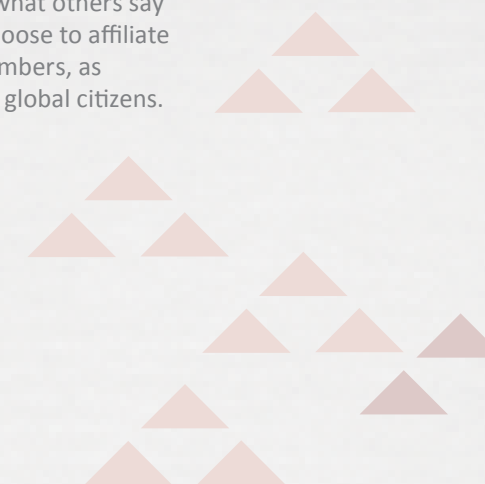 what others say
oose to affiliate
mbers, as
global citizens.